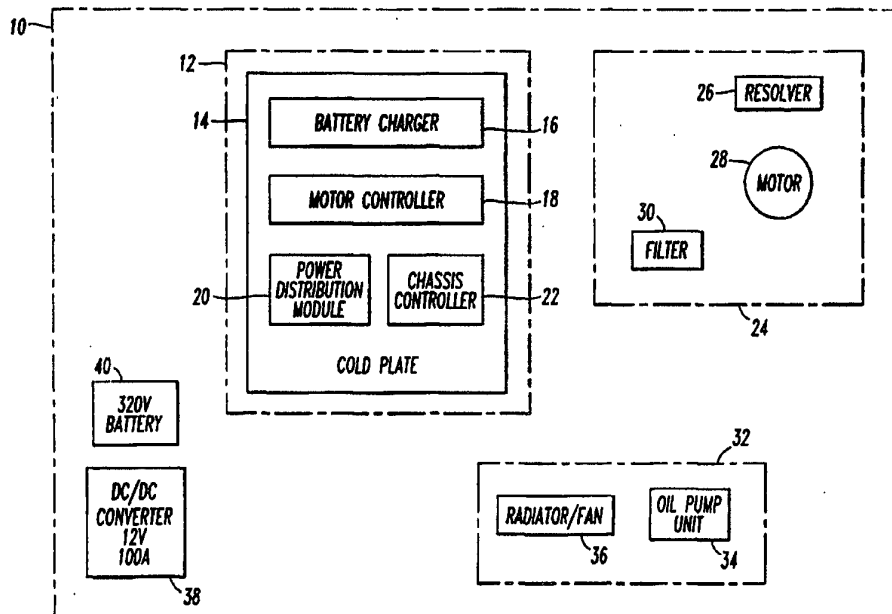 10
12
14
BATTERY CHARGER
16
MOTOR CONTROLLER
18
20
POWER
DISTRIBUTION
MODULE
CHASSIS
CONTROLLER
22
COLD PLATE
26
RESOLVER
28
MOTOR
30
FILTER
24
40
320V
BATTERY
DC/DC
CONVERTER
12V
100A
38
32
RADIATOR/FAN
36
OIL PUMP
UNIT
34